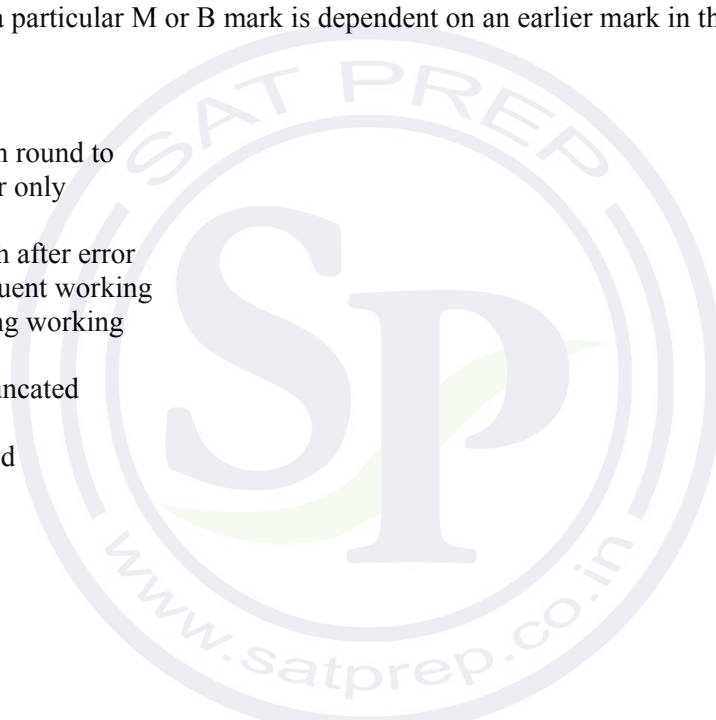 a particular M or B mark is dependent on an earlier mark in th
n round to
r only
h after error
uent working
ng working
uncated
d
SAT PREP
SP
www.satprep.co.in